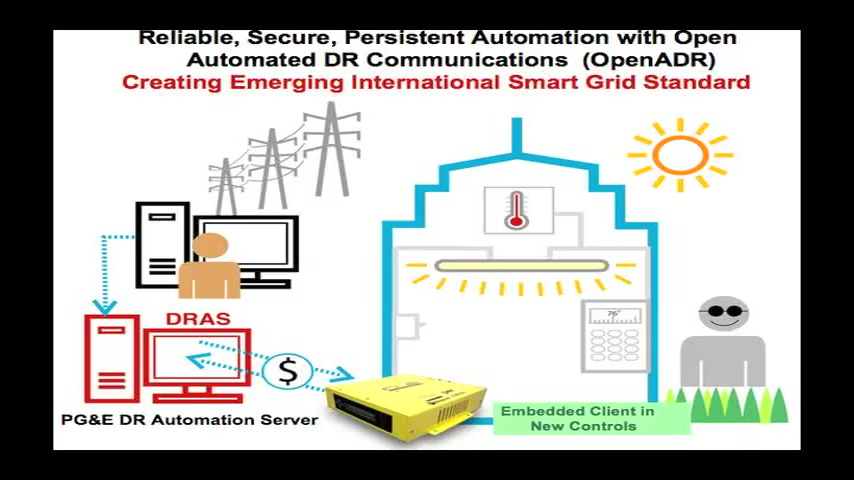 Reliable, Secure, Persistent Automation with Open
Automated DR Communications (OpenADR)
Creating Emerging International Smart Grid Standard
76°
DRAS
$
PG&E DR Automation Server
Embedded Client in
New Controls